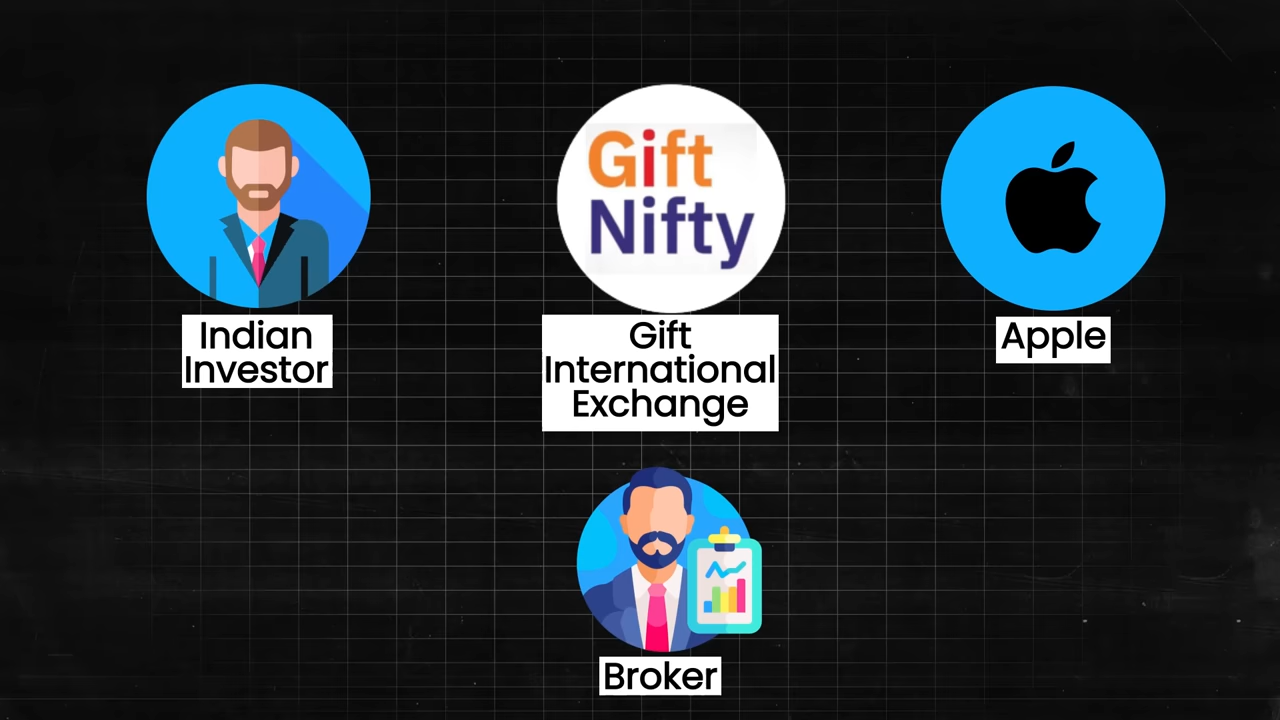 Gift
Nifty
Indian
Investor
Gift
International
Exchange
Apple
Broker